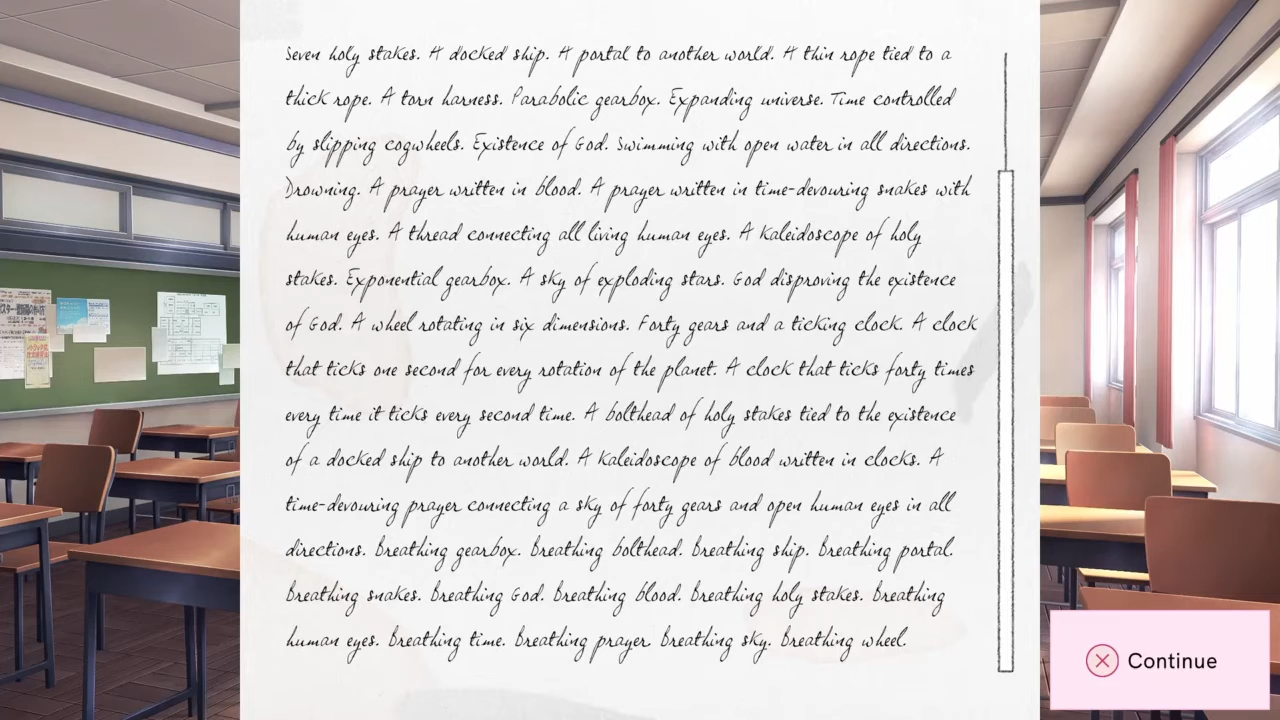 Seven holy stakes. A docked ship. A portal to another world. A thin rope tied to a
thick rope. A torn harness. Parabolic gearbox. Expanding universe. Time controlled
by slipping cogwheels. Existence of God. Swimming with open water in all directions.
Drowning. A prayer written in blood. A prayer written in time-devouring snakes with
human eyes. A thread connecting all living human eyes. A kaleidoscope of holy
stakes. Exponential gearbox. A sky of exploding stars. God disproving the existence
of God. A wheel rotating in six dimensions. Forty gears and a ticking clock. A clock
that ticks one second for every rotation of the planet. A clock that ticks forty times
every time it ticks every second time. A bolthead of holy stakes tied to the existence
of a docked ship to another world. A kaleidoscope of blood written in clocks. A
time-devouring prayer connecting a sky of forty gears and open human eyes in all
directions. Breathing gearbox. Breathing bolthead. Breathing ship. Breathing portal.
Breathing snakes. Breathing God. Breathing blood. Breathing holy stakes. Breathing
human eyes. Breathing time. Breathing prayer. Breathing sky. Breathing wheel.
Continue